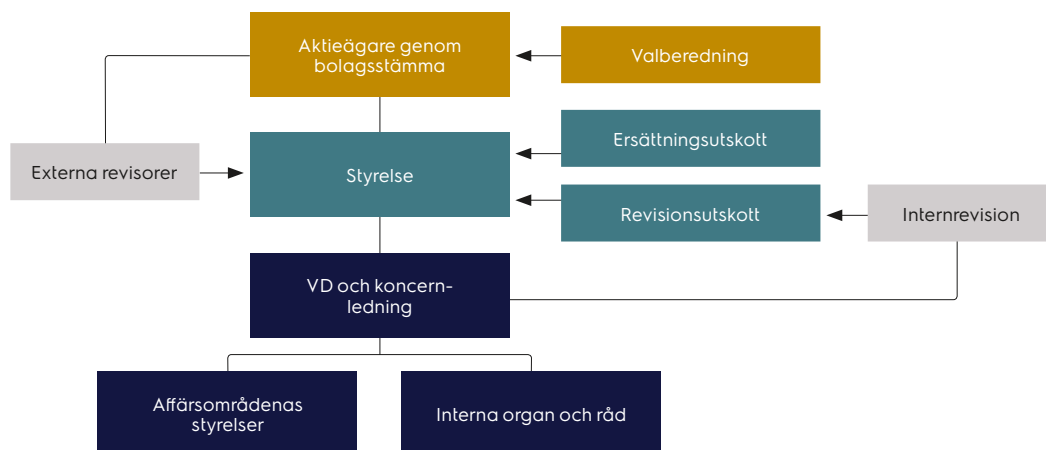 Aktieägare genom
bolagsstämma
Valberedning
Ersättningsutskott
Externa revisorer
Styrelse
Revisionsutskott
Internrevision
VD och koncern-
ledning
Affärsområdenas
styrelser
Interna organ och råd